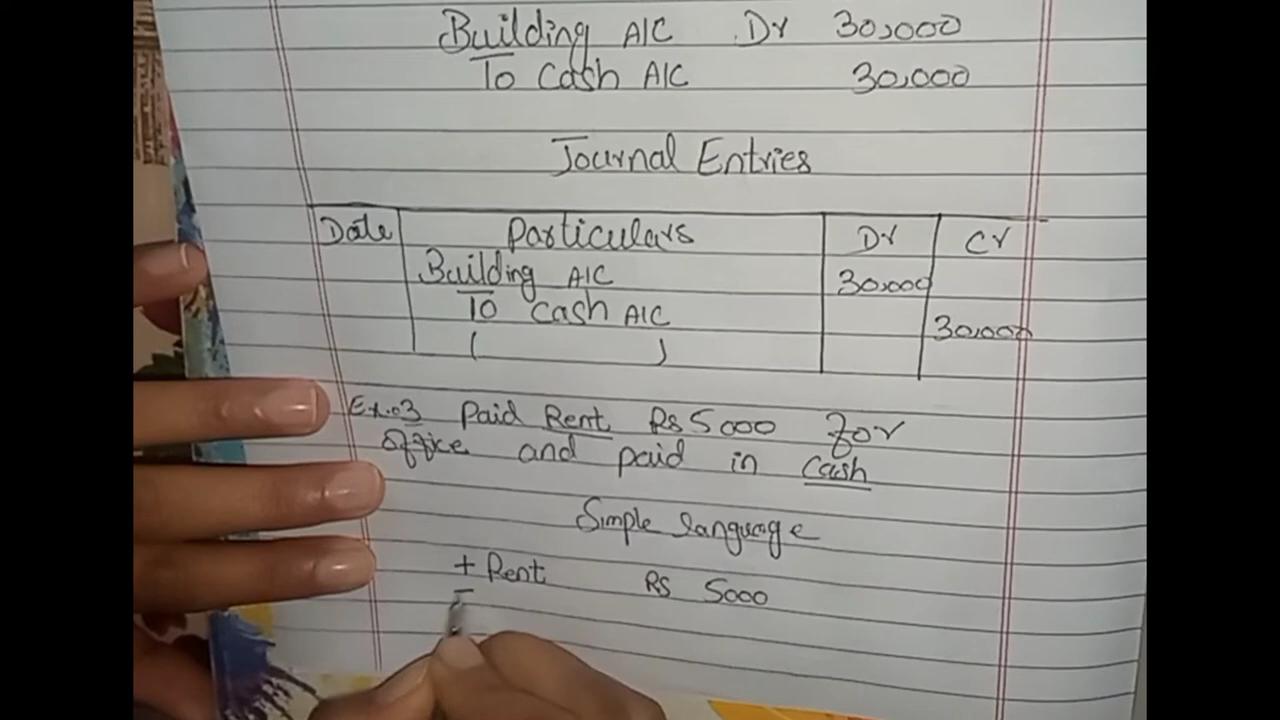 Building A/C Dr 30,000
To Cash A/C 30,000
Journal Entries
Date Particulars Dr Cr
Building A/C 30,000
To Cash A/C 30,000
( )
Ex.03 Paid Rent Rs 5000 for
office and paid in Cash
Simple language
+ Rent Rs 5000
-